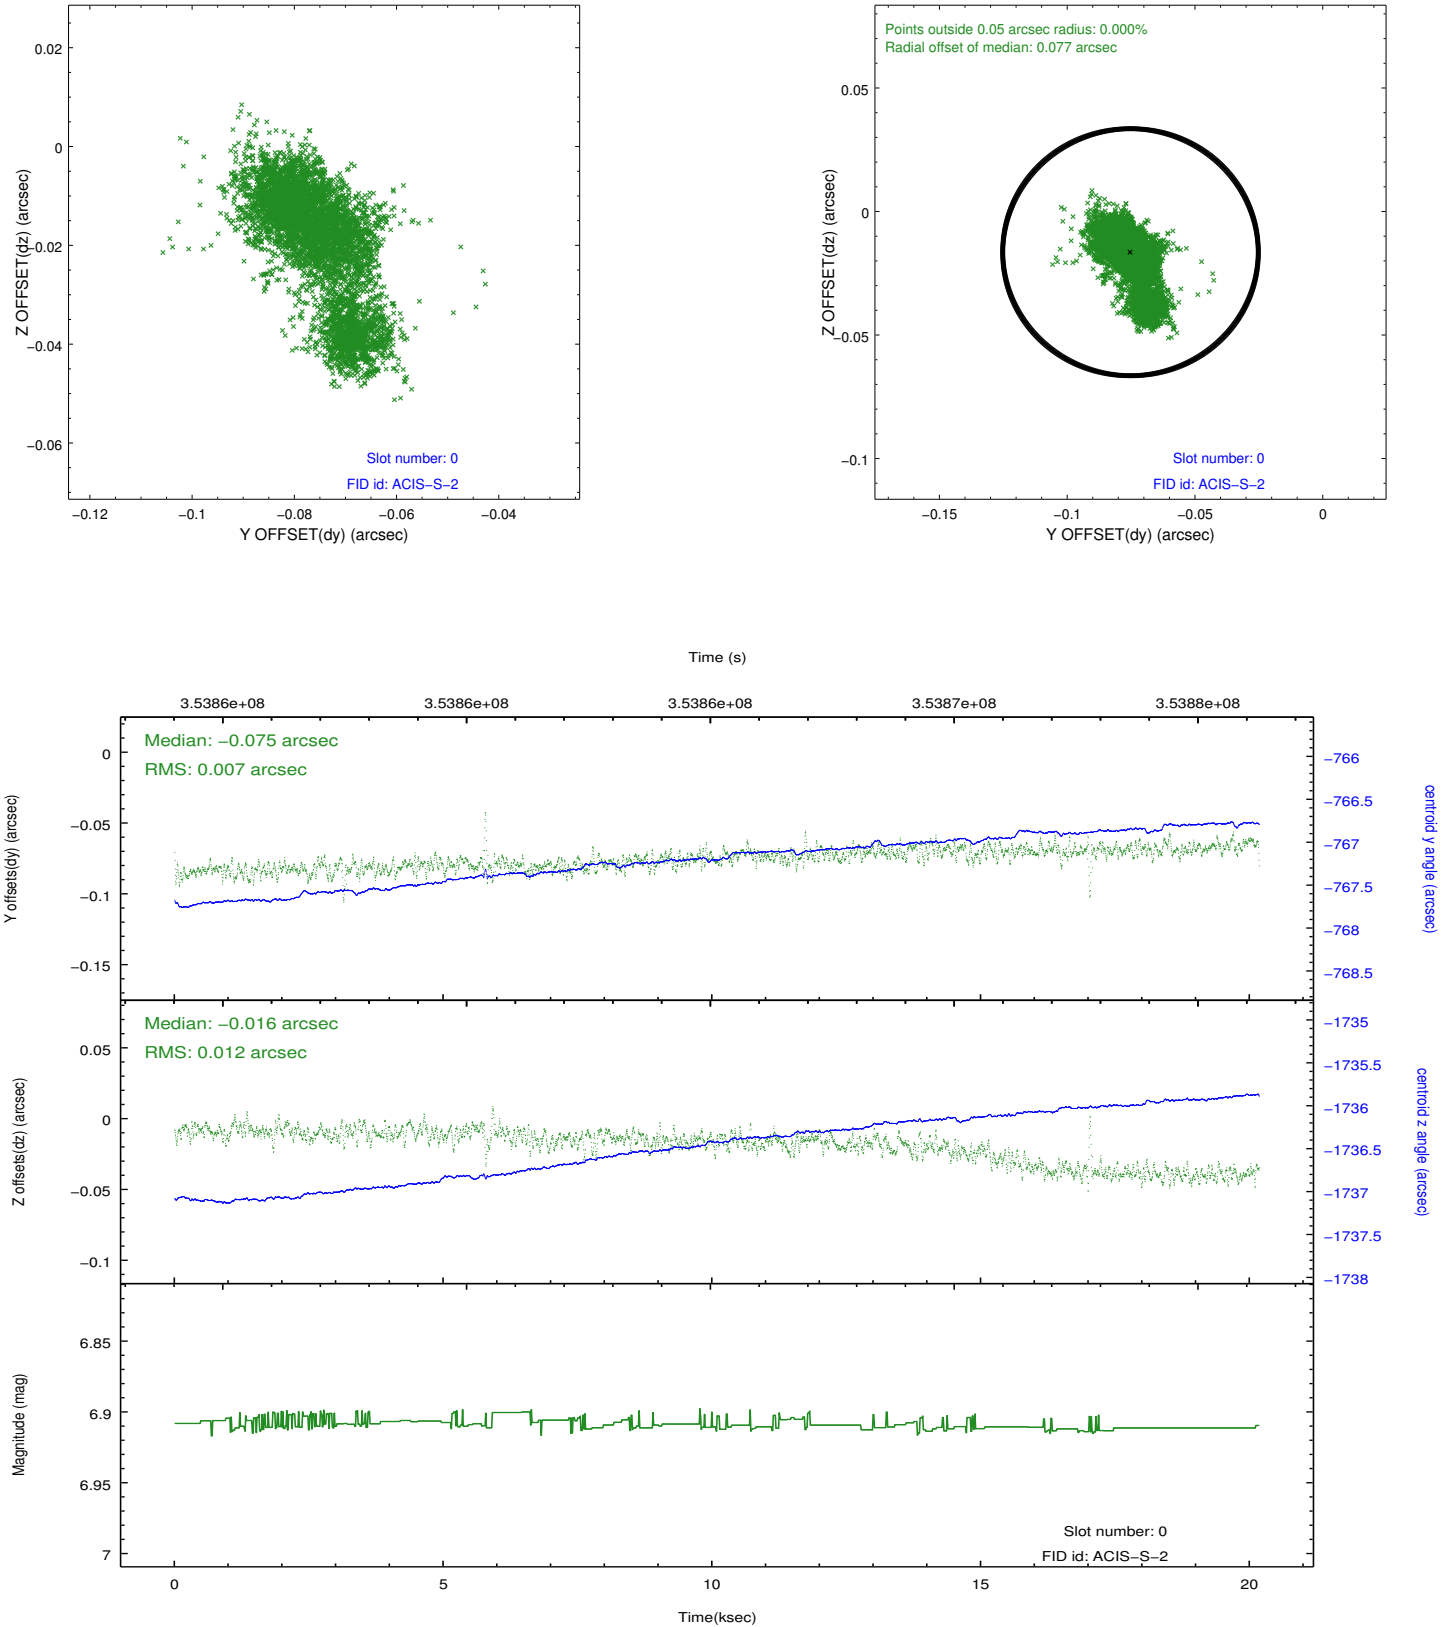 0.02
0
−0.02
−0.04
−0.06
Z OFFSET(dz) (arcsec)
Slot number: 0
FID id: ACIS−S−2
−0.12
−0.1
−0.08
−0.06
−0.04
Y OFFSET(dy) (arcsec)
Points outside 0.05 arcsec radius: 0.000%
Radial offset of median: 0.077 arcsec
0.05
0
−0.05
−0.1
Z OFFSET(dz) (arcsec)
Slot number: 0
FID id: ACIS−S−2
−0.15
−0.1
−0.05
0
Y OFFSET(dy) (arcsec)
Time (s)
3.5386e+08
3.5386e+08
3.5386e+08
3.5387e+08
3.5388e+08
Median: −0.075 arcsec
RMS: 0.007 arcsec
0
−0.05
−0.1
−0.15
Y offsets(dy) (arcsec)
−766
−766.5
−767
−767.5
−768
−768.5
centroid y angle (arcsec)
Median: −0.016 arcsec
RMS: 0.012 arcsec
0.05
0
−0.05
−0.1
Z offsets(dz) (arcsec)
−1735
−1735.5
−1736
−1736.5
−1737
−1737.5
−1738
centroid z angle (arcsec)
6.85
6.9
6.95
7
Magnitude (mag)
Slot number: 0
FID id: ACIS−S−2
0
5
10
15
20
Time(ksec)